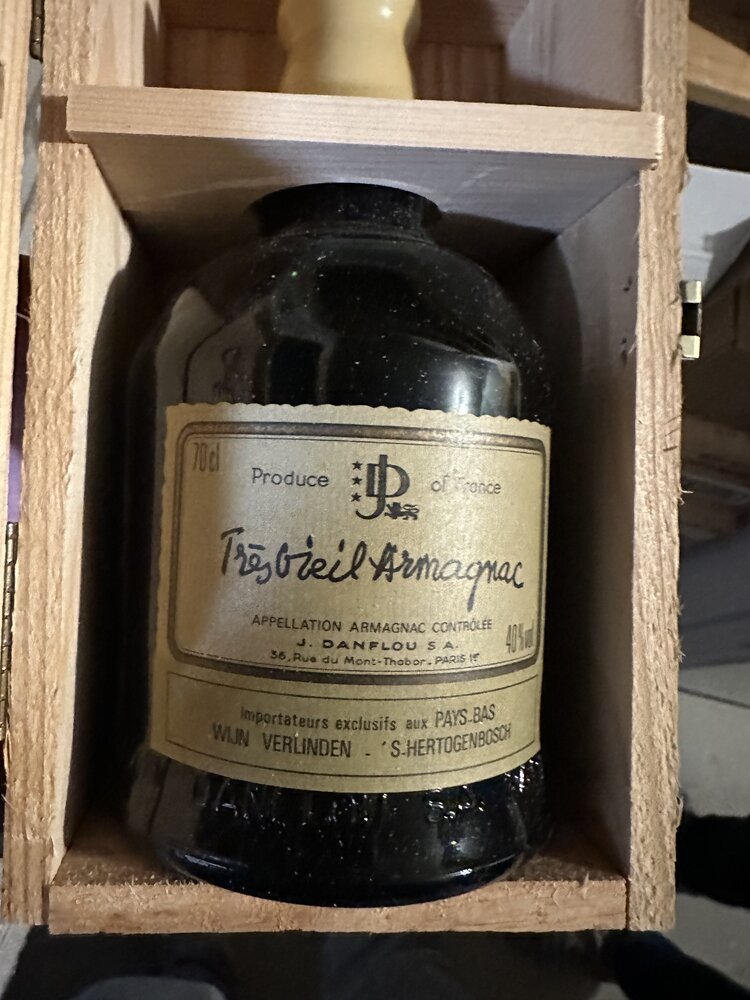 70cl
Produce JD of France
Très Vieil Armagnac
APPELLATION ARMAGNAC CONTRÔLÉE
J. DANFLOU S.A.
40% vol
36, Rue du Mont-Thabor. PARIS 1er
Importateurs exclusifs aux PAYS-BAS
WIJN VERLINDEN - 'S-HERTOGENBOSCH